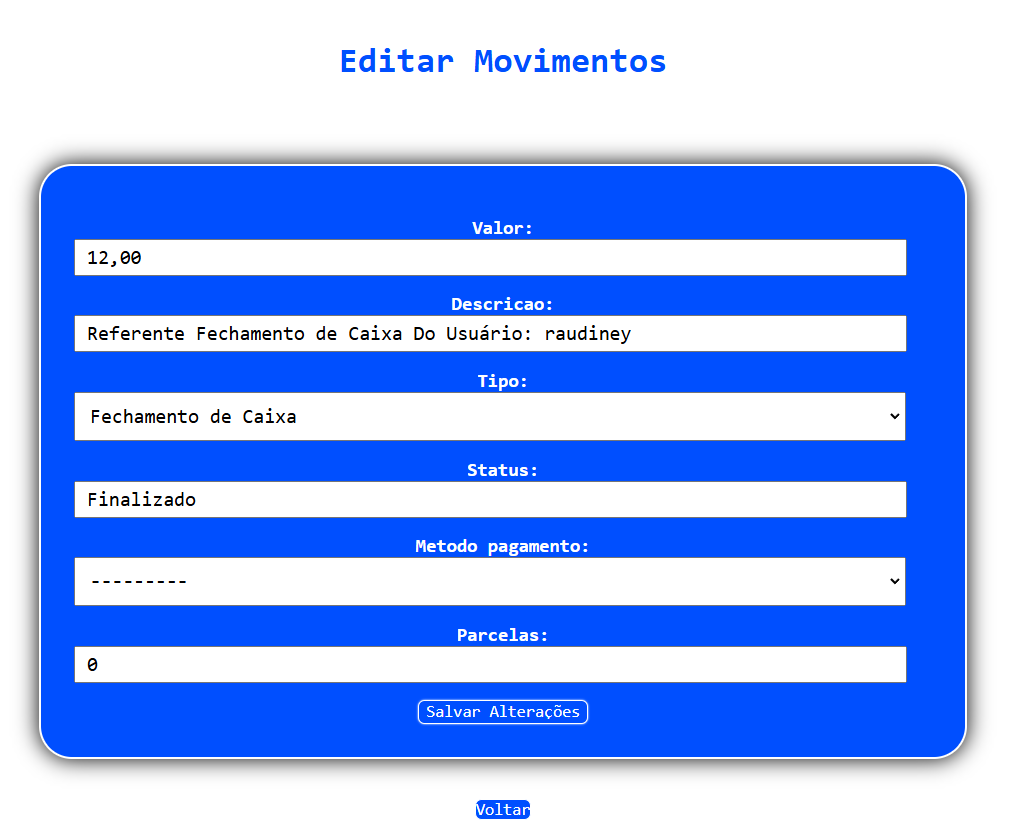 Editar Movimentos
Valor:
12,00
Descricao:
Referente Fechamento de Caixa Do Usuário: raudiney
Tipo:
Fechamento de Caixa
Status:
Finalizado
Metodo pagamento:
---------
Parcelas:
0
Salvar Alterações
Voltar